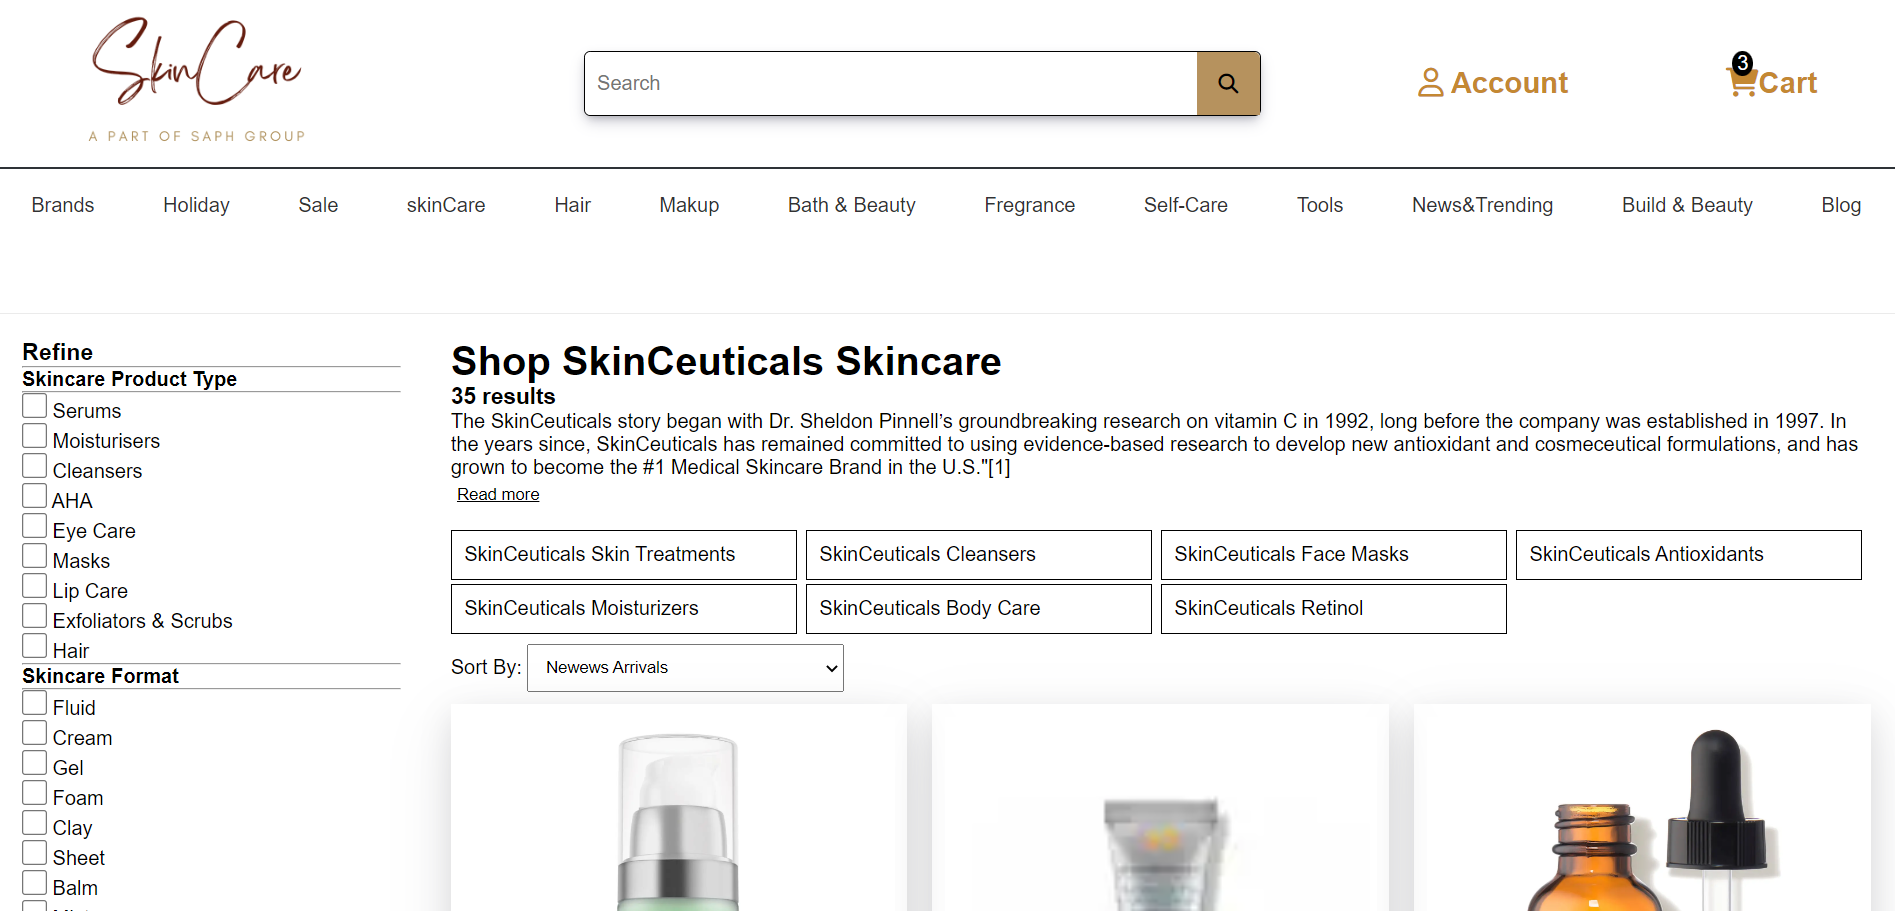 SkinCare
A PART OF SAPH GROUP
Search
Account
3
Cart
Brands
Holiday
Sale
skinCare
Hair
Makup
Bath & Beauty
Fregrance
Self-Care
Tools
News&Trending
Build & Beauty
Blog
Refine
Skincare Product Type
Serums
Moisturisers
Cleansers
AHA
Eye Care
Masks
Lip Care
Exfoliators & Scrubs
Hair
Skincare Format
Fluid
Cream
Gel
Foam
Clay
Sheet
Balm
Shop SkinCeuticals Skincare
35 results
The SkinCeuticals story began with Dr. Sheldon Pinnell’s groundbreaking research on vitamin C in 1992, long before the company was established in 1997. In
the years since, SkinCeuticals has remained committed to using evidence-based research to develop new antioxidant and cosmeceutical formulations, and has
grown to become the #1 Medical Skincare Brand in the U.S."[1]
Read more
SkinCeuticals Skin Treatments
SkinCeuticals Cleansers
SkinCeuticals Face Masks
SkinCeuticals Antioxidants
SkinCeuticals Moisturizers
SkinCeuticals Body Care
SkinCeuticals Retinol
Sort By: Newews Arrivals